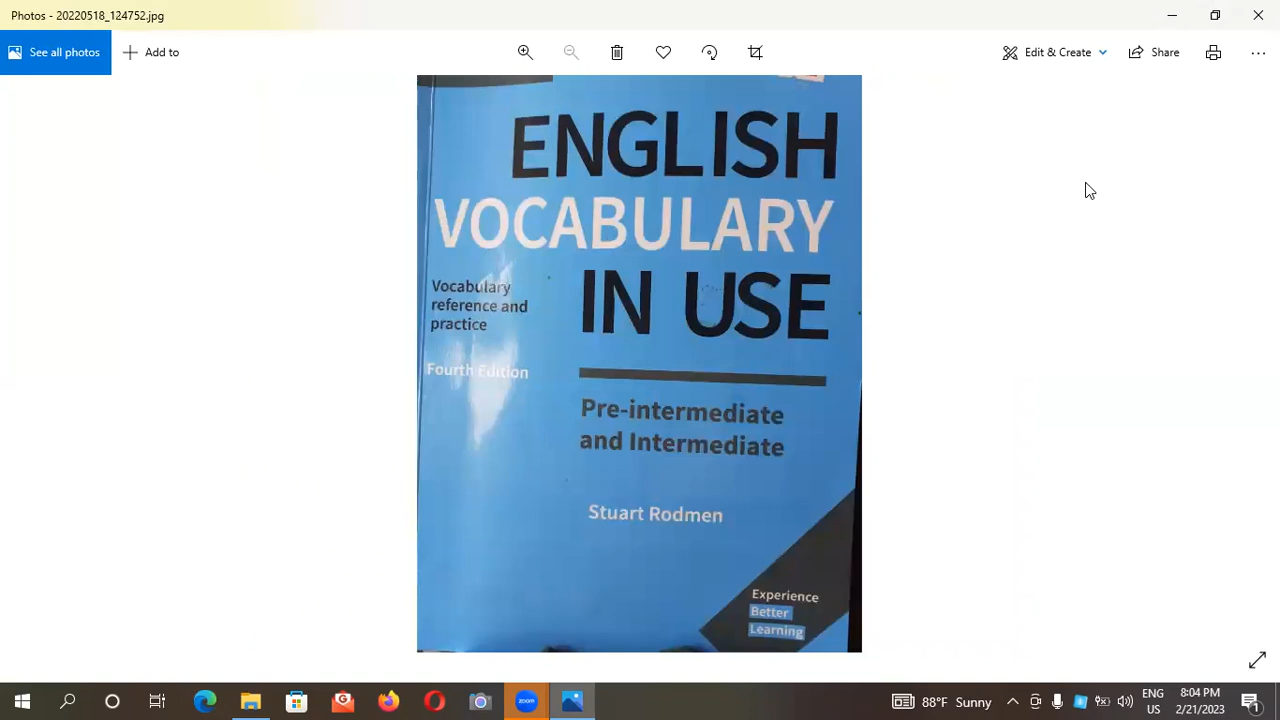 Photos - 20220518_124752.jpg
See all photos
Add to
Edit & Create
Share
ENGLISH
VOCABULARY
IN USE
Vocabulary
reference and
practice
Fourth Edition
Pre-intermediate
and Intermediate
Stuart Rodmen
Experience
Better
Learning
zoom
88°F Sunny
ENG
US
8:04 PM
2/21/2023
1